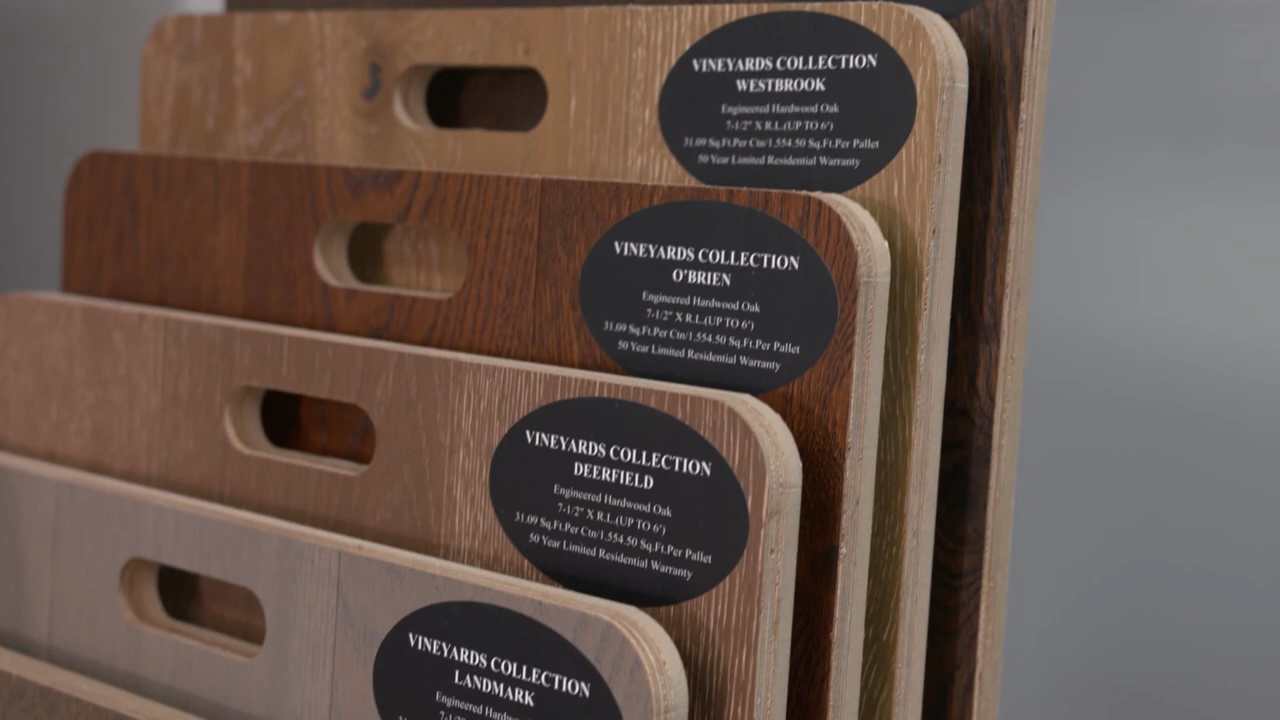 VINEYARDS COLLECTION
WESTBROOK
Engineered Hardwood Oak
7-1/2" X R.L.(UP TO 6')
31.09 Sq.Ft.Per Ctn/1,554.50 Sq.Ft.Per Pallet
50 Year Limited Residential Warranty
VINEYARDS COLLECTION
O'BRIEN
Engineered Hardwood Oak
7-1/2" X R.L.(UP TO 6')
31.09 Sq.Ft.Per Ctn/1,554.50 Sq.Ft.Per Pallet
50 Year Limited Residential Warranty
VINEYARDS COLLECTION
DEERFIELD
Engineered Hardwood Oak
7-1/2" X R.L.(UP TO 6')
31.09 Sq.Ft.Per Ctn/1,554.50 Sq.Ft.Per Pallet
50 Year Limited Residential Warranty
VINEYARDS COLLECTION
LANDMARK
Engineered